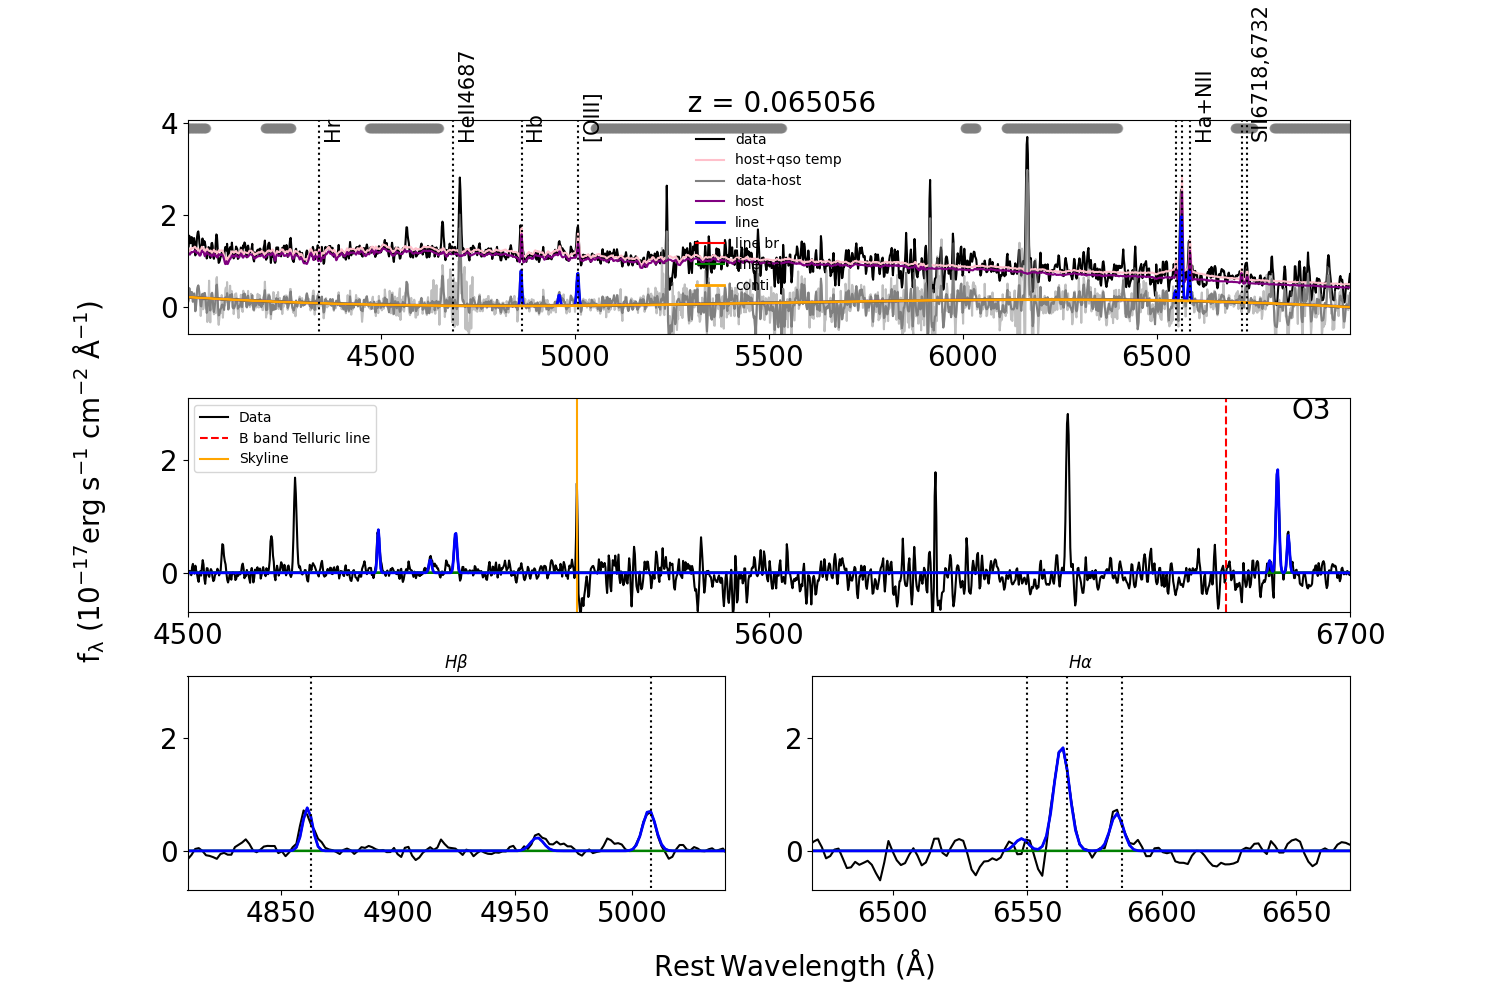 z = 0.065056
Hr
HeII4687
Hb
[OIII]
Ha+NII
SII6718,6732
data
host+qso temp
data-host
host
line
line br
conti
4
2
0
4500
5000
5500
6000
6500
Data
B band Telluric line
Skyline
O3
2
0
4500
5600
6700
fλ (10−17erg s−1 cm−2 Å−1)
Hβ
2
0
4850
4900
4950
5000
Hα
2
0
6500
6550
6600
6650
Rest Wavelength (Å)